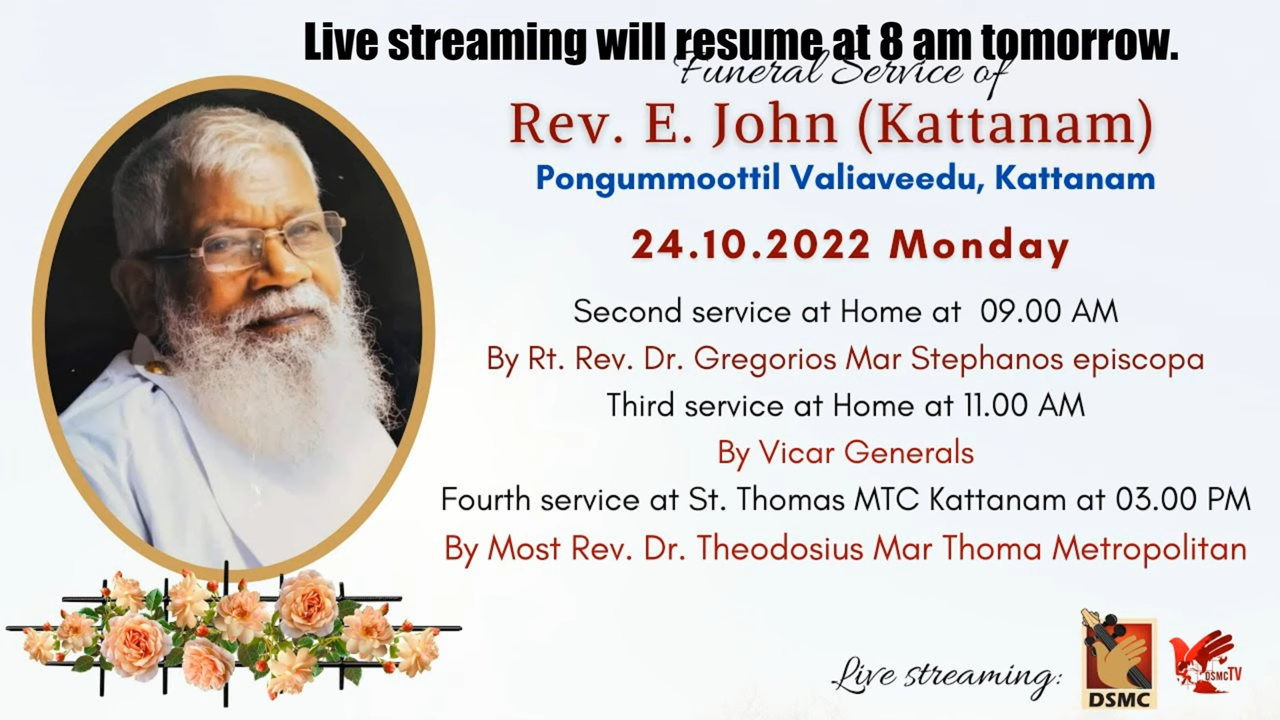 Live streaming will resume at 8 am tomorrow.
Funeral Service of
Rev. E. John (Kattanam)
Pongummoottil Valiaveedu, Kattanam
24.10.2022 Monday
Second service at Home at 09.00 AM
By Rt. Rev. Dr. Gregorios Mar Stephanos episcopa
Third service at Home at 11.00 AM
By Vicar Generals
Fourth service at St. Thomas MTC Kattanam at 03.00 PM
By Most Rev. Dr. Theodosius Mar Thoma Metropolitan
Live streaming:
DSMC
DSMCTV